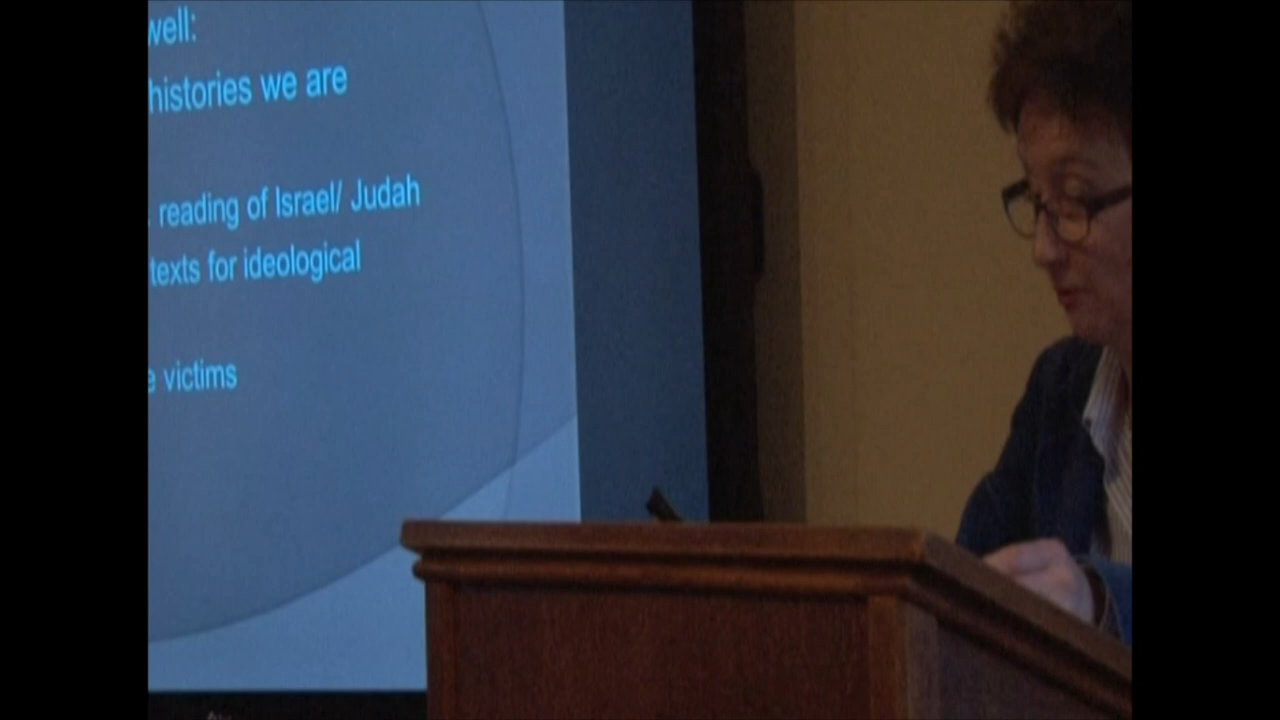 well:
histories we are
reading of Israel/ Judah
texts for ideological
victims